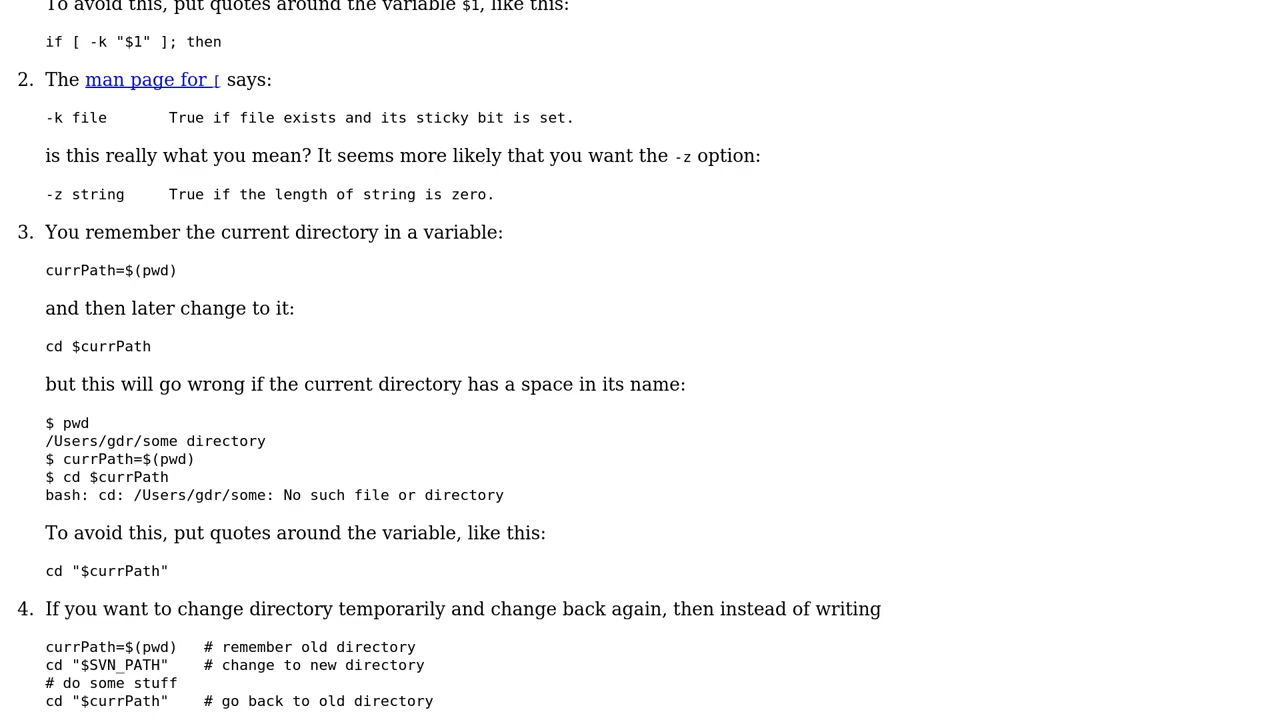 To avoid this, put quotes around the variable $1, like this:
if [ -k "$1" ]; then
2. The man page for [ says:
-k file       True if file exists and its sticky bit is set.
is this really what you mean? It seems more likely that you want the -z option:
-z string     True if the length of string is zero.
3. You remember the current directory in a variable:
currPath=$(pwd)
and then later change to it:
cd $currPath
but this will go wrong if the current directory has a space in its name:
$ pwd
/Users/gdr/some directory
$ currPath=$(pwd)
$ cd $currPath
bash: cd: /Users/gdr/some: No such file or directory
To avoid this, put quotes around the variable, like this:
cd "$currPath"
4. If you want to change directory temporarily and change back again, then instead of writing
currPath=$(pwd)   # remember old directory
cd "$SVN_PATH"    # change to new directory
# do some stuff
cd "$currPath"    # go back to old directory